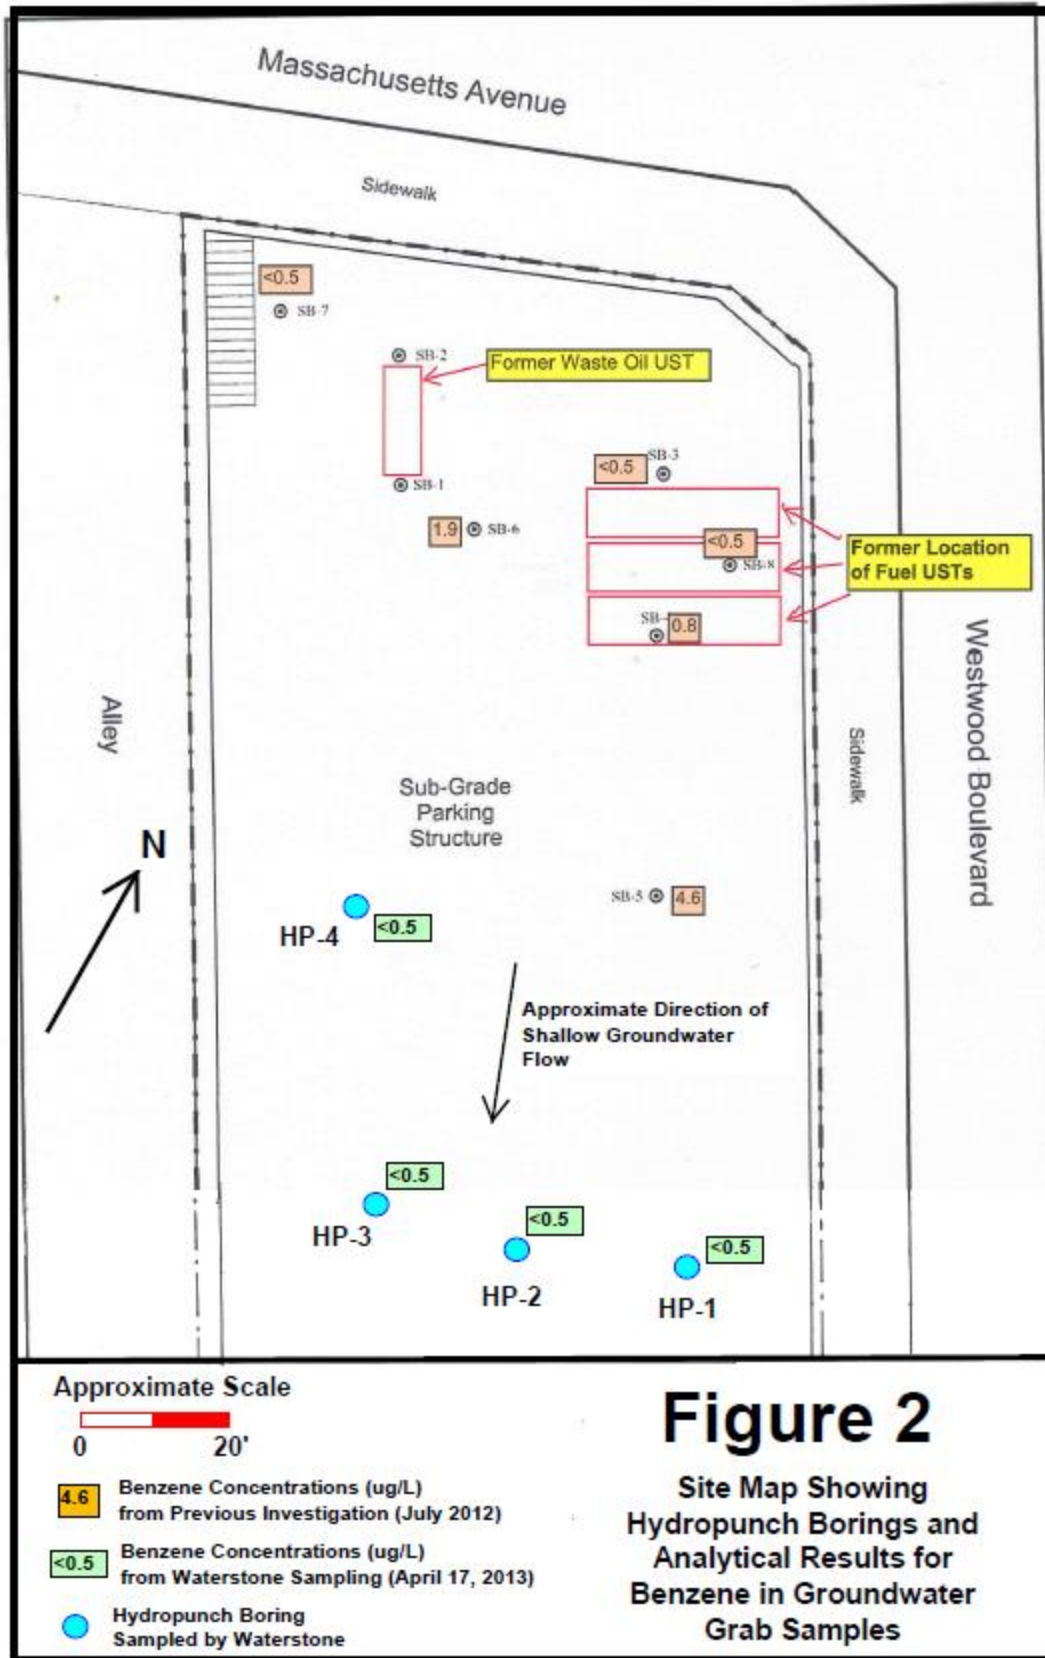 Massachusetts Avenue
Sidewalk
<0.5
SB-7
SB-2
Former Waste Oil UST
SB-1
<0.5
SB-3
1.9
SB-6
<0.5
SB-8
Former Location
of Fuel USTs
SB-
0.8
Westwood Boulevard
Alley
Sidewalk
Sub-Grade
Parking
Structure
N
SB-5
4.6
HP-4
<0.5
Approximate Direction of
Shallow Groundwater
Flow
<0.5
HP-3
<0.5
HP-2
<0.5
HP-1
Approximate Scale
0
20'
4.6
Benzene Concentrations (ug/L)
from Previous Investigation (July 2012)
<0.5
Benzene Concentrations (ug/L)
from Waterstone Sampling (April 17, 2013)
Hydropunch Boring
Sampled by Waterstone
Figure 2
Site Map Showing
Hydropunch Borings and
Analytical Results for
Benzene in Groundwater
Grab Samples